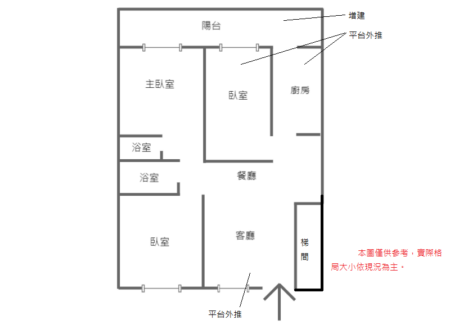 陽台
增建
平台外推
主臥室
臥室
廚房
浴室
浴室
餐廳
臥室
客廳
梯間
本圖僅供參考，實際格
局大小依現況為主。
平台外推